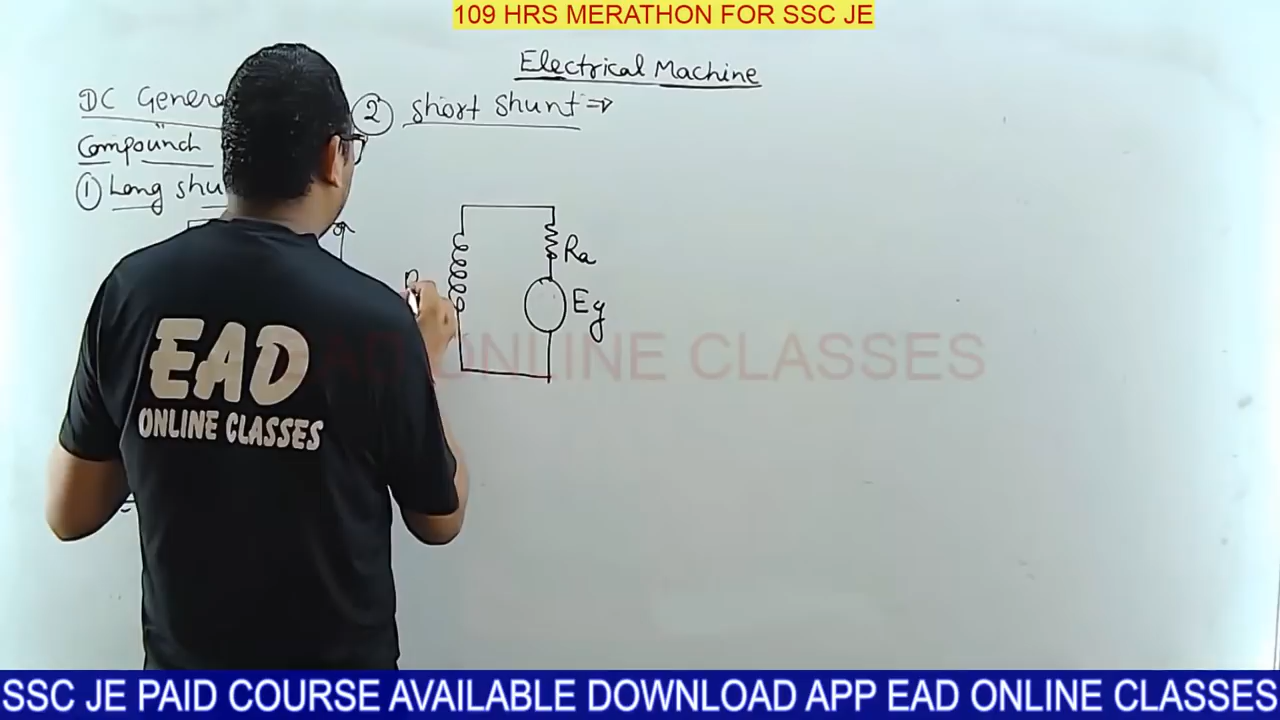 109 HRS MERATHON FOR SSC JE
Electrical Machine
DC Genera
② short shunt ⇒
Compound
① Long shu
Ra
Eg
EAD ONLINE CLASSES
EAD
ONLINE CLASSES
SSC JE PAID COURSE AVAILABLE DOWNLOAD APP EAD ONLINE CLASSES